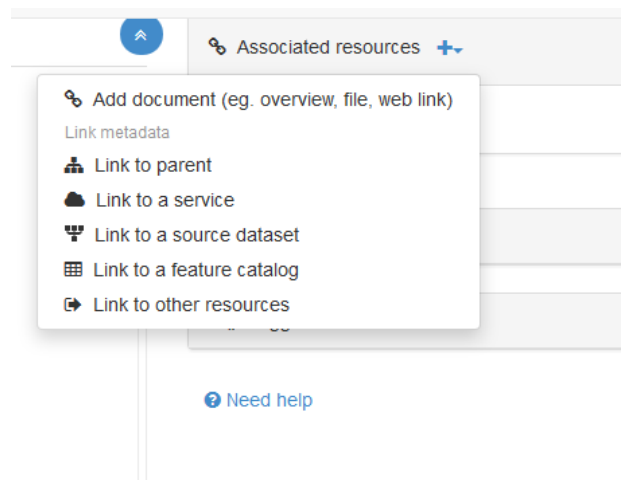 Associated resources
Add document (eg. overview, file, web link)
Link metadata
Link to parent
Link to a service
Link to a source dataset
Link to a feature catalog
Link to other resources
Need help